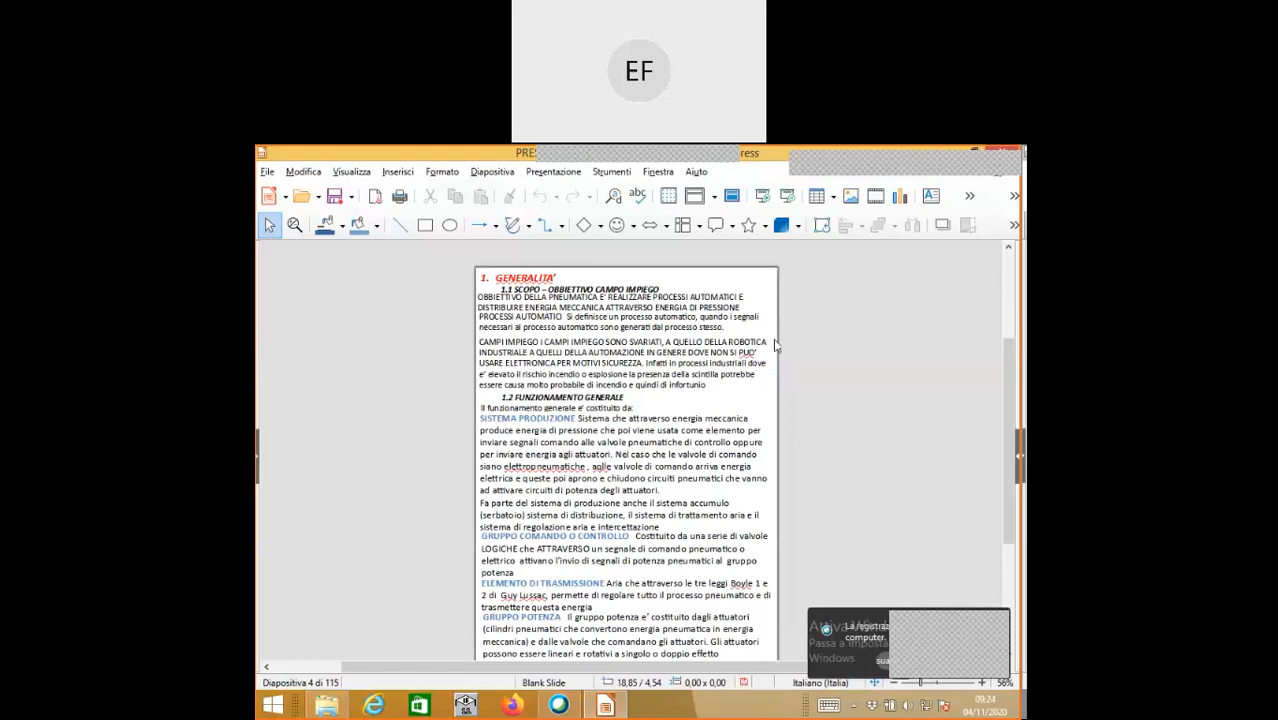 EF
PRE
ress
File Modifica Visualizza Inserisci Formato Diapositiva Presentazione Strumenti Finestra Aiuto
1. GENERALITA'
1.1 SCOPO – OBBIETTIVO CAMPO IMPIEGO
OBBIETTIVO DELLA PNEUMATICA E' REALIZZARE PROCESSI AUTOMATICI E
DISTRIBUIRE ENERGIA MECCANICA ATTRAVERSO ENERGIA DI PRESSIONE
PROCESSI AUTOMATICI Si definisce un processo automatico, quando i segnali
necessari al processo automatico sono generati dal processo stesso.
CAMPI IMPIEGO i CAMPI IMPIEGO SONO SVARIATI, A QUELLO DELLA ROBOTICA
INDUSTRIALE A QUELLI DELLA AUTOMAZIONE IN GENERE DOVE NON SI PUO'
USARE ELETTRONICA PER MOTIVI SICUREZZA. Infatti in processi industriali dove
e' elevato il rischio incendio o esplosione la presenza della scintilla potrebbe
essere causa molto probabile di incendio e quindi di infortunio
1.2 FUNZIONAMENTO GENERALE
Il funzionamento generale e' costituito da:
SISTEMA PRODUZIONE Sistema che attraverso energia meccanica
produce energia di pressione che poi viene usata come elemento per
inviare segnali comando alle valvole pneumatiche di controllo oppure
per inviare energia agli attuatori. Nel caso che le valvole di comando
siano elettropneumatiche , aqlle valvole di comando arriva energia
elettrica e queste poi aprono e chiudono circuiti pneumatici che vanno
ad attivare circuiti di potenza degli attuatori.
Fa parte del sistema di produzione anche il sistema accumulo
(serbatoio) sistema di distribuzione, il sistema di trattamento aria e il
sistema di regolazione aria e intercettazione
GRUPPO COMANDO O CONTROLLO Costituito da una serie di valvole
LOGICHE che ATTRAVERSO un segnale di comando pneumatico o
elettrico attivano l'invio di segnali di potenza pneumatici al gruppo
potenza
ELEMENTO DI TRASMISSIONE Aria che attraverso le tre leggi Boyle 1 e
2 di Guy Lussac, permette di regolare tutto il processo pneumatico e di
trasmettere questa energia
GRUPPO POTENZA Il gruppo potenza e' costituito dagli attuatori
(cilindri pneumatici che convertono energia pneumatica in energia
meccanica) e dalle valvole che comandano gli attuatori. Gli attuatori
possono essere lineari e rotativi a singolo o doppio effetto
La registraz
computer.
Attiva Win
Passa a Impostaz
Windows.
sua
Diapositiva 4 di 115 Blank Slide 18,85 / 4,54 0,00 x 0,00 Italiano (Italia) 56%
09:24
04/11/2020